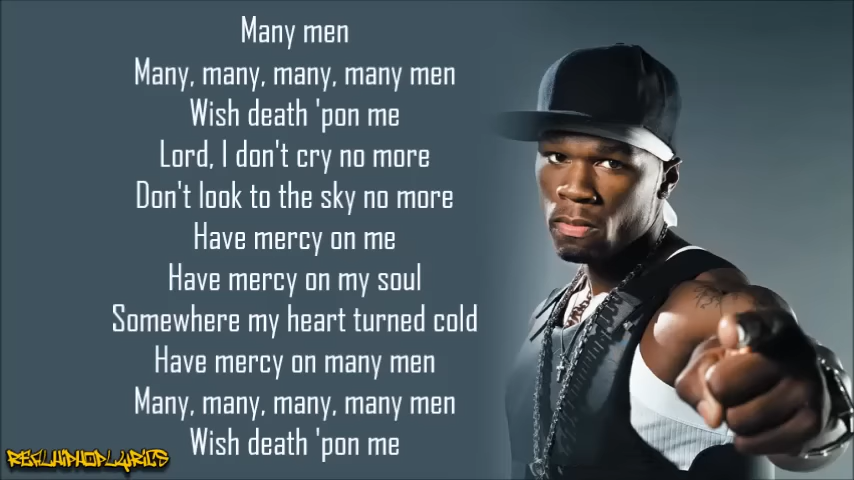 Many men
Many, many, many, many men
Wish death 'pon me
Lord, I don't cry no more
Don't look to the sky no more
Have mercy on me
Have mercy on my soul
Somewhere my heart turned cold
Have mercy on many men
Many, many, many, many men
Wish death 'pon me
REALHIPHOPLYRICS